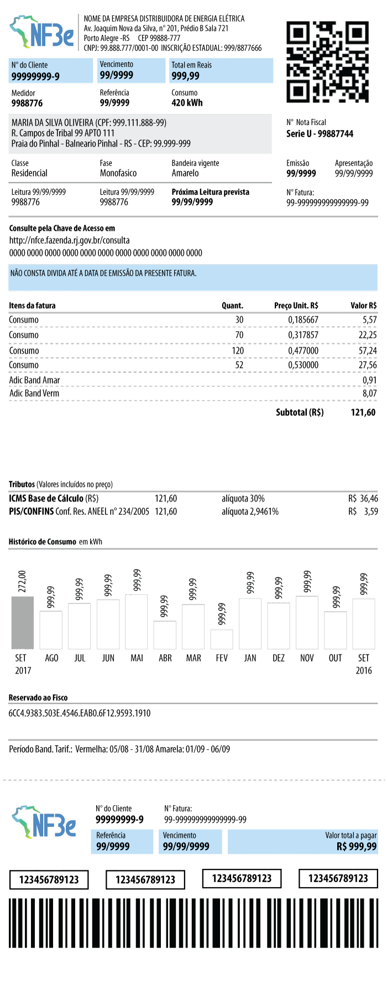 NF3e
NOME DA EMPRESA DISTRIBUIDORA DE ENERGIA ELÉTRICA
Av. Joaquim Nova da Silva, n° 201, Prédio B Sala 721
Porto Alegre -RS CEP 99888-777
CNPJ: 99.888.777/0001-00 INSCRIÇÃO ESTADUAL: 999/8877666
N° do Cliente Vencimento Total em Reais
99999999-9 99/9999 999,99
Medidor Referência Consumo
9988776 99/9999 420 kWh
MARIA DA SILVA OLIVEIRA (CPF: 999.111.888-99)
R. Campos de Tribal 99 APTO 111
Praia do Pinhal - Balneario Pinhal - RS - CEP: 99.999-999
N° Nota Fiscal
Serie U - 99887744
Classe Fase Bandeira vigente Emissão Apresentação
Residencial Monofasico Amarelo 99/9999 99/99/9999
Leitura 99/99/9999 Leitura 99/99/9999 Próxima Leitura prevista N° Fatura:
9988776 9988776 99/99/9999 99-999999999999999-99
Consulte pela Chave de Acesso em
http://nfce.fazenda.rj.gov.br/consulta
0000 0000 0000 0000 0000 0000 0000 0000 0000 0000 0000
NÃO CONSTA DIVIDA ATÉ A DATA DE EMISSÃO DA PRESENTE FATURA.
Itens da fatura Quant. Preço Unit. R$ Valor R$
Consumo 30 0,185667 5,57
Consumo 70 0,317857 22,25
Consumo 120 0,477000 57,24
Consumo 52 0,530000 27,56
Adic Band Amar 0,91
Adic Band Verm 8,07
Subtotal (R$) 121,60
Tributos (Valores incluídos no preço)
ICMS Base de Cálculo (R$) 121,60 alíquota 30% R$ 36,46
PIS/CONFINS Conf. Res. ANEEL n° 234/2005 121,60 alíquota 2,9461% R$ 3,59
Histórico de Consumo em kWh
272,00 999,99 999,99 999,99 999,99 999,99 999,99 999,99 999,99 999,99 999,99 999,99 999,99
SET AGO JUL JUN MAI ABR MAR FEV JAN DEZ NOV OUT SET
2017 2016
Reservado ao Fisco
6CC4.9383.503E.4546.EAB0.6F12.9593.1910
Período Band. Tarif.: Vermelha: 05/08 - 31/08 Amarela: 01/09 - 06/09
NF3e
N° do Cliente N° Fatura:
99999999-9 99-999999999999999-99
Referência Vencimento Valor total a pagar
99/9999 99/99/9999 R$ 999,99
123456789123 123456789123 123456789123 123456789123